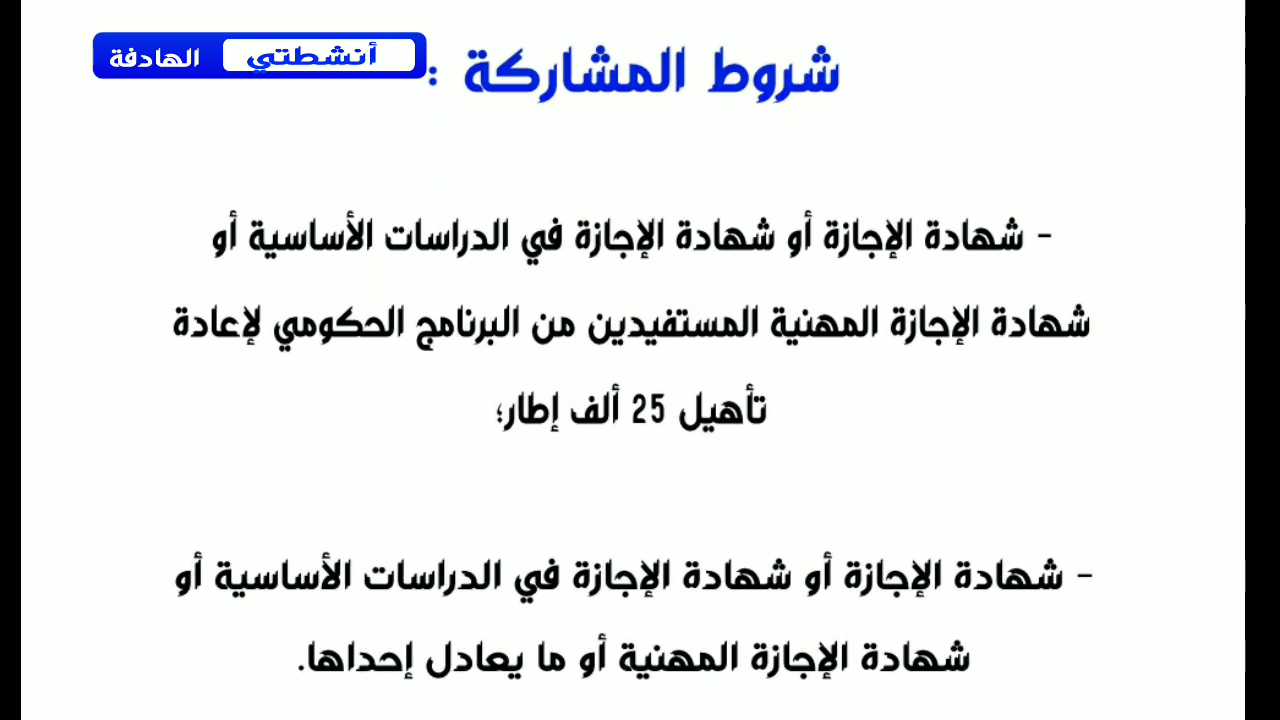 أنشطتي الهادفة
شروط المشاركة :
- شهادة الإجازة أو شهادة الإجازة في الدراسات الأساسية أو
شهادة الإجازة المهنية المستفيدين من البرنامج الحكومي لإعادة
تأهيل 25 ألف إطار؛
- شهادة الإجازة أو شهادة الإجازة في الدراسات الأساسية أو
شهادة الإجازة المهنية أو ما يعادل إحداها.